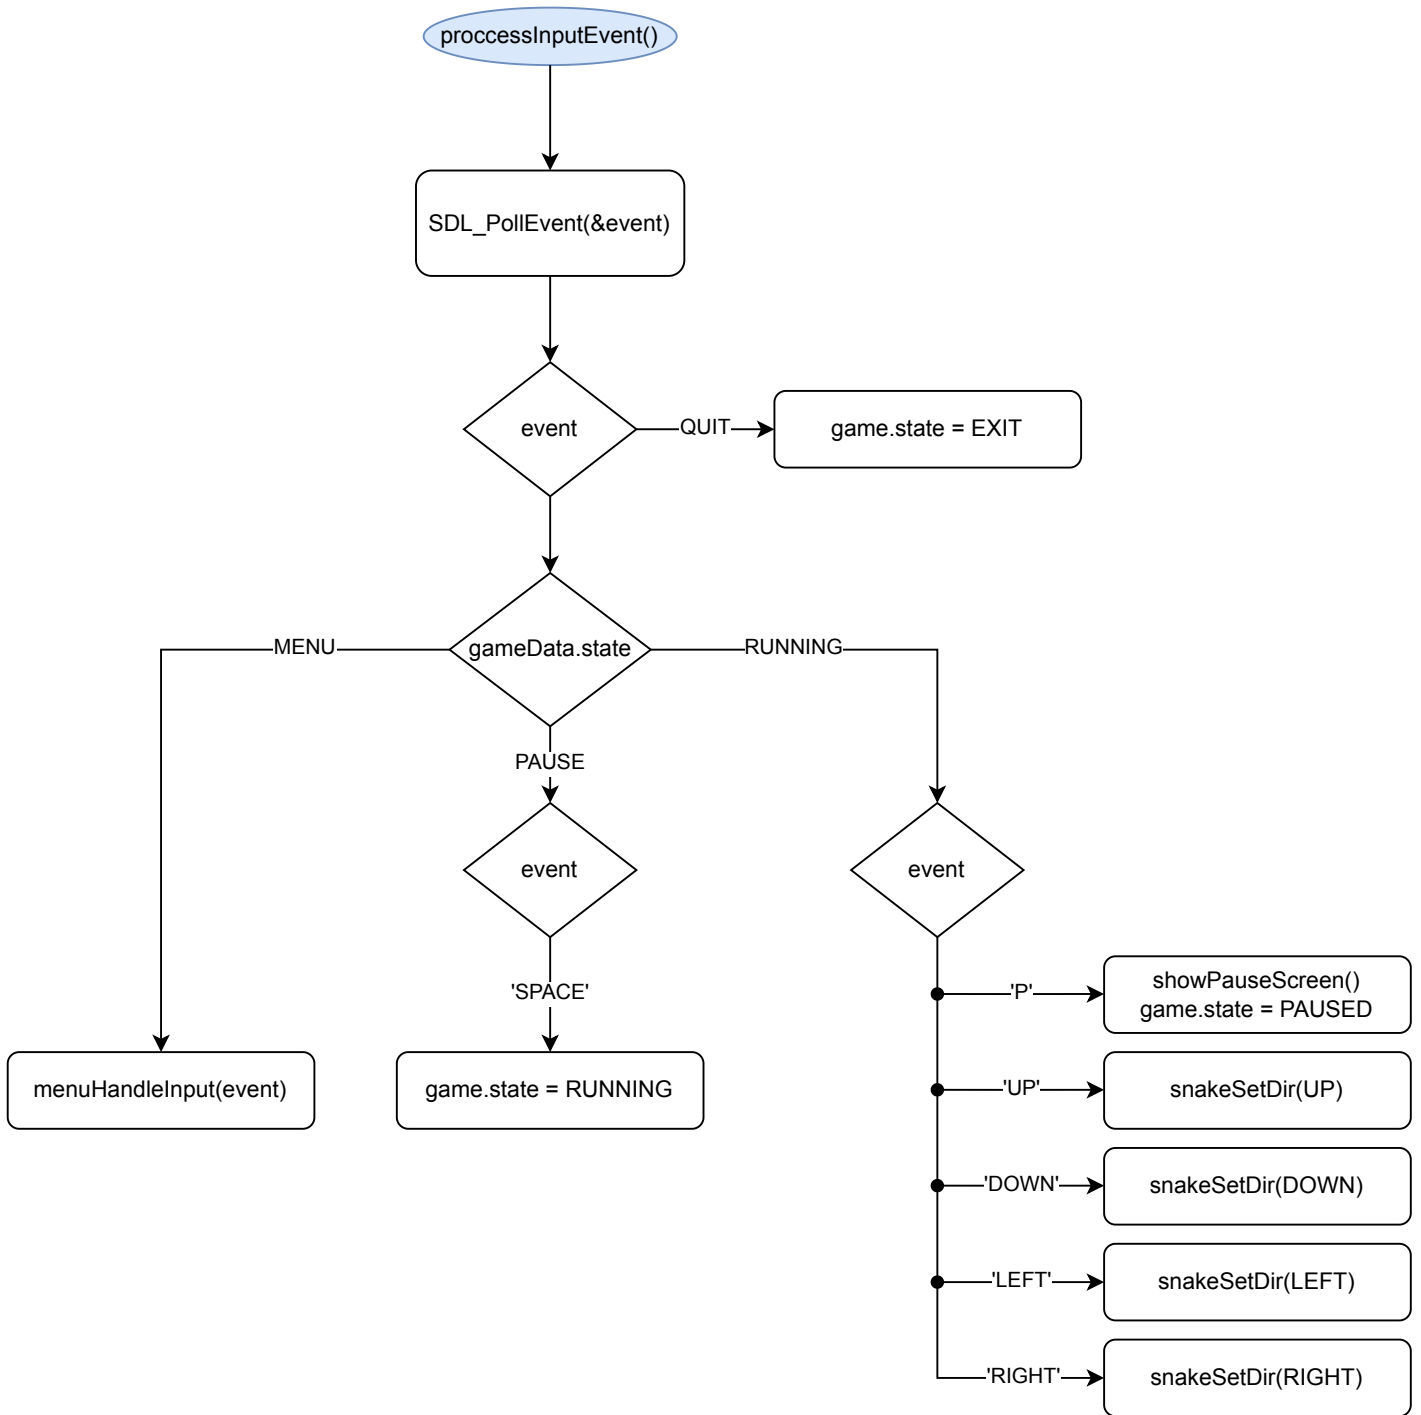 proccessInputEvent()
SDL_PollEvent(&event)
event
QUIT
game.state = EXIT
gameData.state
MENU
RUNNING
PAUSE
event
event
'SPACE'
'P'
showPauseScreen()
game.state = PAUSED
menuHandleInput(event)
game.state = RUNNING
'UP'
snakeSetDir(UP)
'DOWN'
snakeSetDir(DOWN)
'LEFT'
snakeSetDir(LEFT)
'RIGHT'
snakeSetDir(RIGHT)